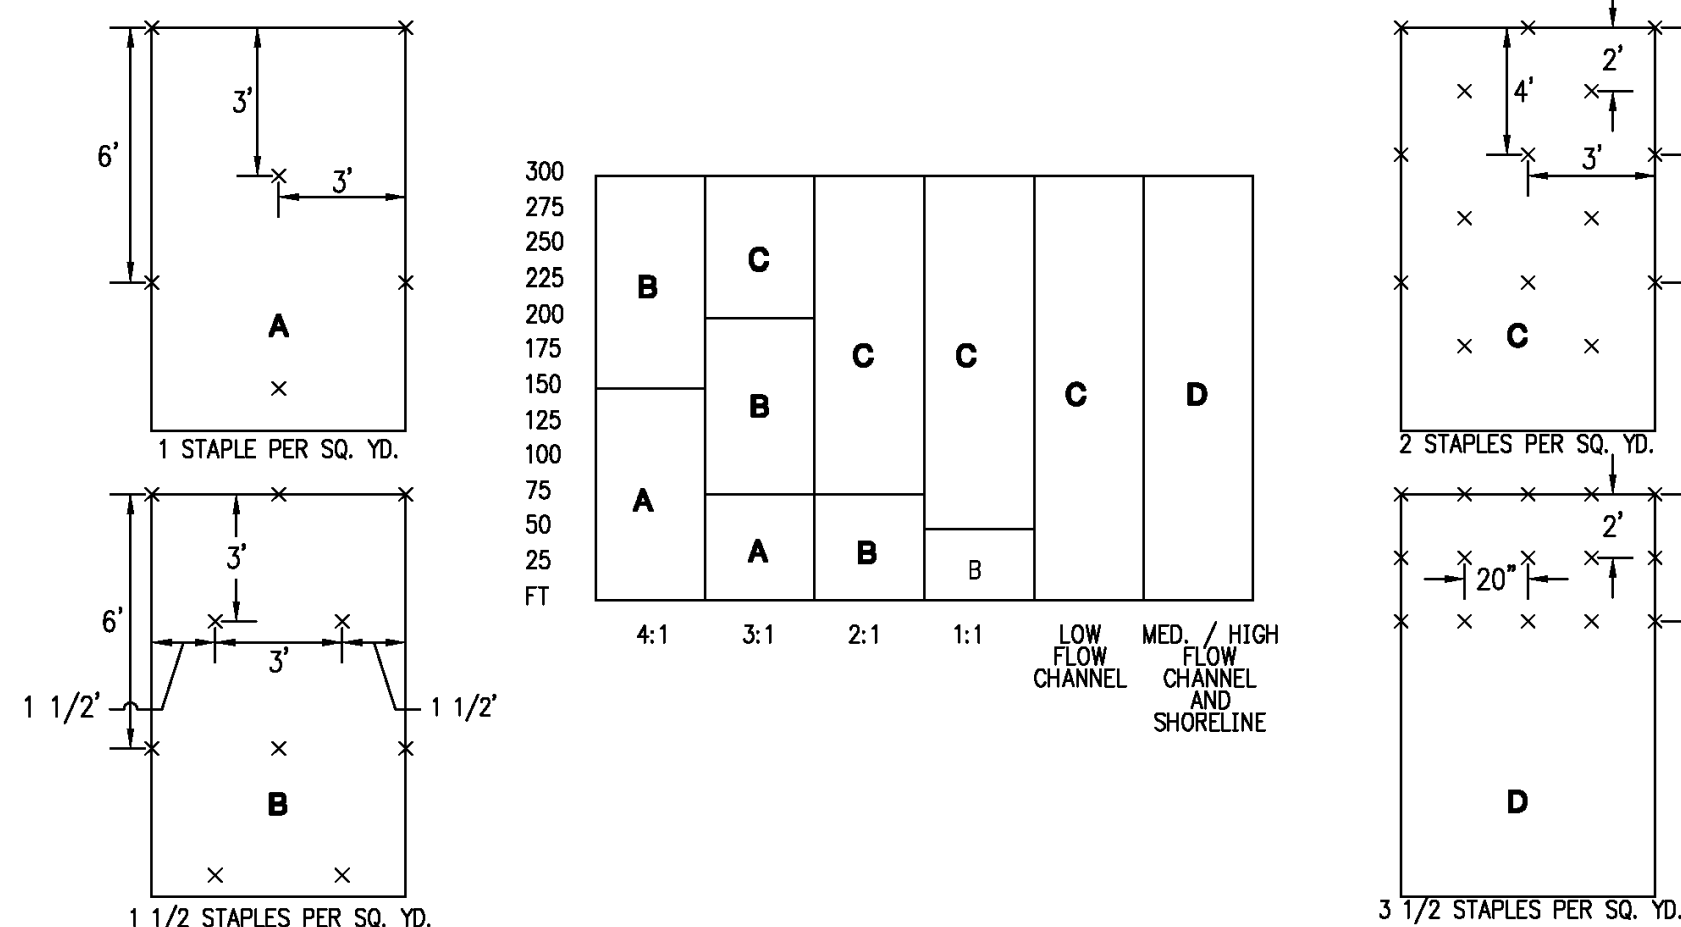 6'
3'
3'
A
1 STAPLE PER SQ. YD.
6'
3'
3'
1 1/2'
1 1/2'
B
1 1/2 STAPLES PER SQ. YD.
300
275
250
225
200
175
150
125
100
75
50
25
FT
B
A
C
B
A
C
B
C
B
C
D
4:1
3:1
2:1
1:1
LOW
FLOW
CHANNEL
MED. / HIGH
FLOW
CHANNEL
AND
SHORELINE
2'
4'
3'
C
2 STAPLES PER SQ. YD.
2'
20"
D
3 1/2 STAPLES PER SQ. YD.